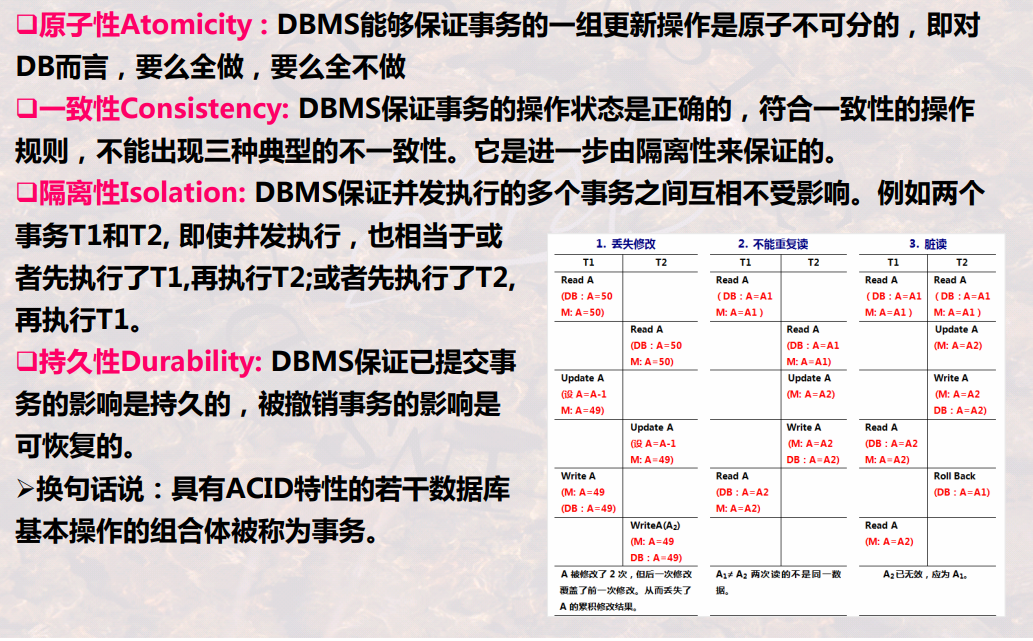 ❑原子性Atomicity : DBMS能够保证事务的一组更新操作是原子不可分的，即对
DB而言，要么全做，要么全不做
❑一致性Consistency: DBMS保证事务的操作状态是正确的，符合一致性的操作
规则，不能出现三种典型的不一致性。它是进一步由隔离性来保证的。
❑隔离性Isolation: DBMS保证并发执行的多个事务之间互相不受影响。例如两个
事务T1和T2, 即使并发执行，也相当于或
者先执行了T1,再执行T2;或者先执行了T2,
再执行T1。
❑持久性Durability: DBMS保证已提交事
务的影响是持久的，被撤销事务的影响是
可恢复的。
➢换句话说：具有ACID特性的若干数据库
基本操作的组合体被称为事务。
1. 丢失修改
T1 T2
Read A
(DB：A=50
M: A=50)
Read A
(DB：A=50
M: A=50)
Update A
(设 A=A-1
M: A=49)
Update A
(设 A=A-1
M: A=49)
Write A
(M: A=49
(DB：A=49)
WriteA(A₂)
(M: A=49
DB：A=49)
A 被修改了 2 次，但后一次修改
覆盖了前一次修改。从而丢失了
A 的累积修改结果。
2. 不能重复读
T1 T2
Read A
（DB：A=A1
M: A=A1）
Read A
(DB：A=A1
M: A=A1)
Update A
(M: A=A2)
Write A
(M: A=A2
DB：A=A2)
Read A
(DB：A=A2
M: A=A2)
A₁≠ A₂ 两次读的不是同一数
据。
3. 脏读
T1 T2
Read A
（DB：A=A1
M: A=A1）
Read A
（DB：A=A1
M: A=A1）
Update A
(M: A=A2)
Write A
(M: A=A2
DB：A=A2)
Read A
(DB：A=A2
M: A=A2)
Roll Back
(DB：A=A1)
Read A
(M: A=A2)
A₂已无效，应为 A₁。